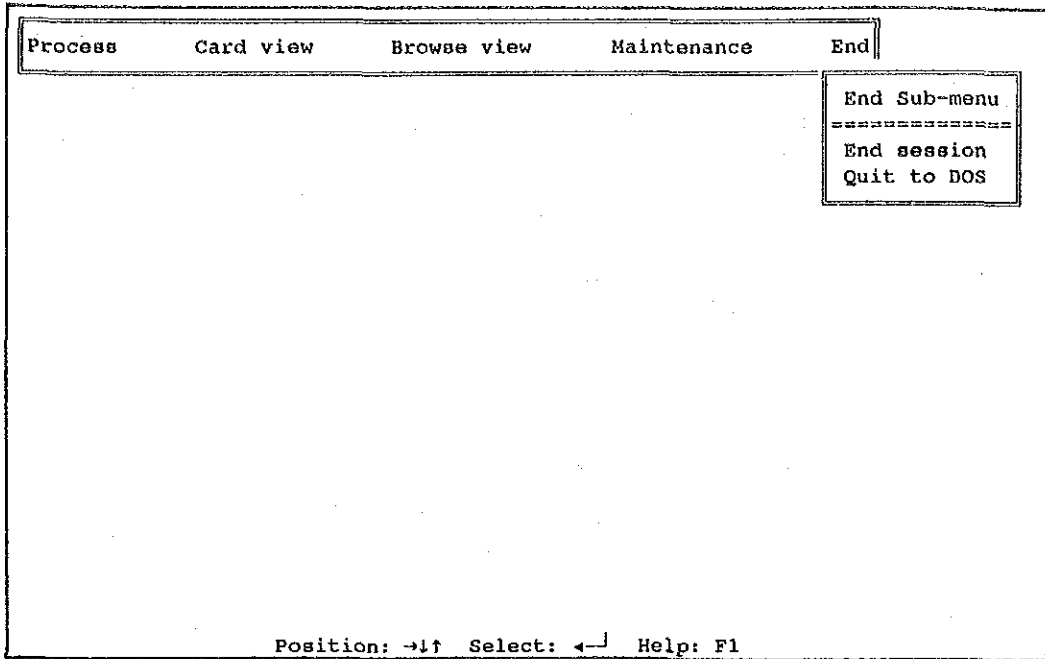 Process Card view Browse view Maintenance End
End Sub-menu
==============
End session
Quit to DOS
Position: →↓↑ Select: ◄─┘ Help: F1